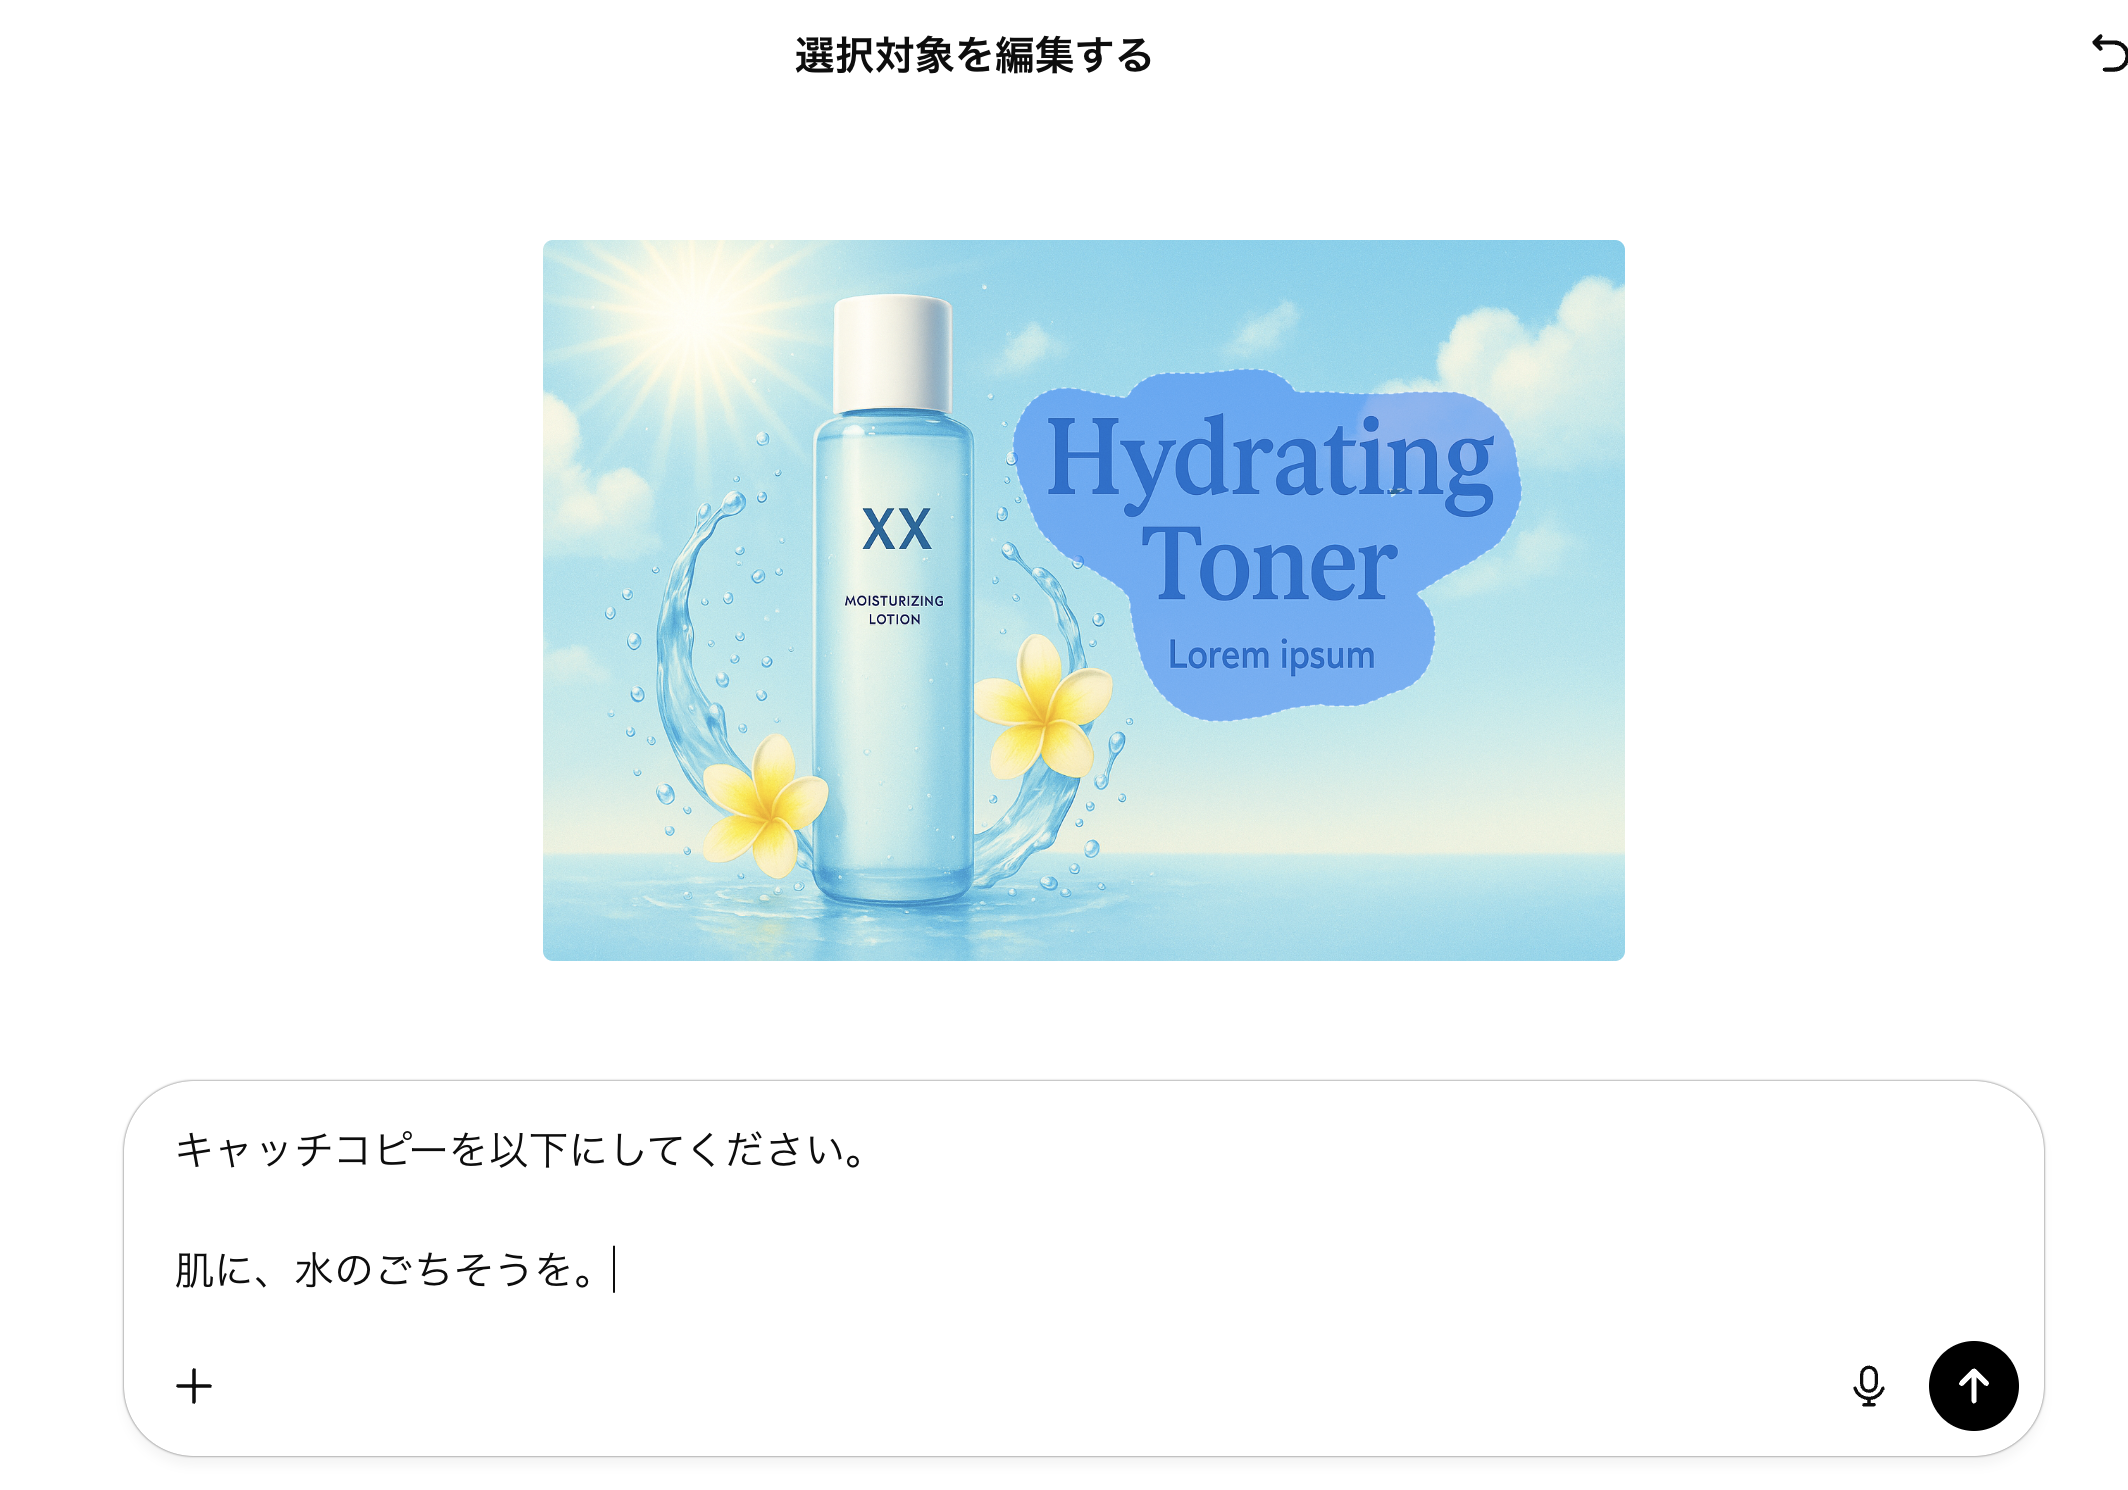 選択対象を編集する
XX
MOISTURIZING
LOTION
Hydrating
Toner
Lorem ipsum
キャッチコピーを以下にしてください。
肌に、水のごちそうを。